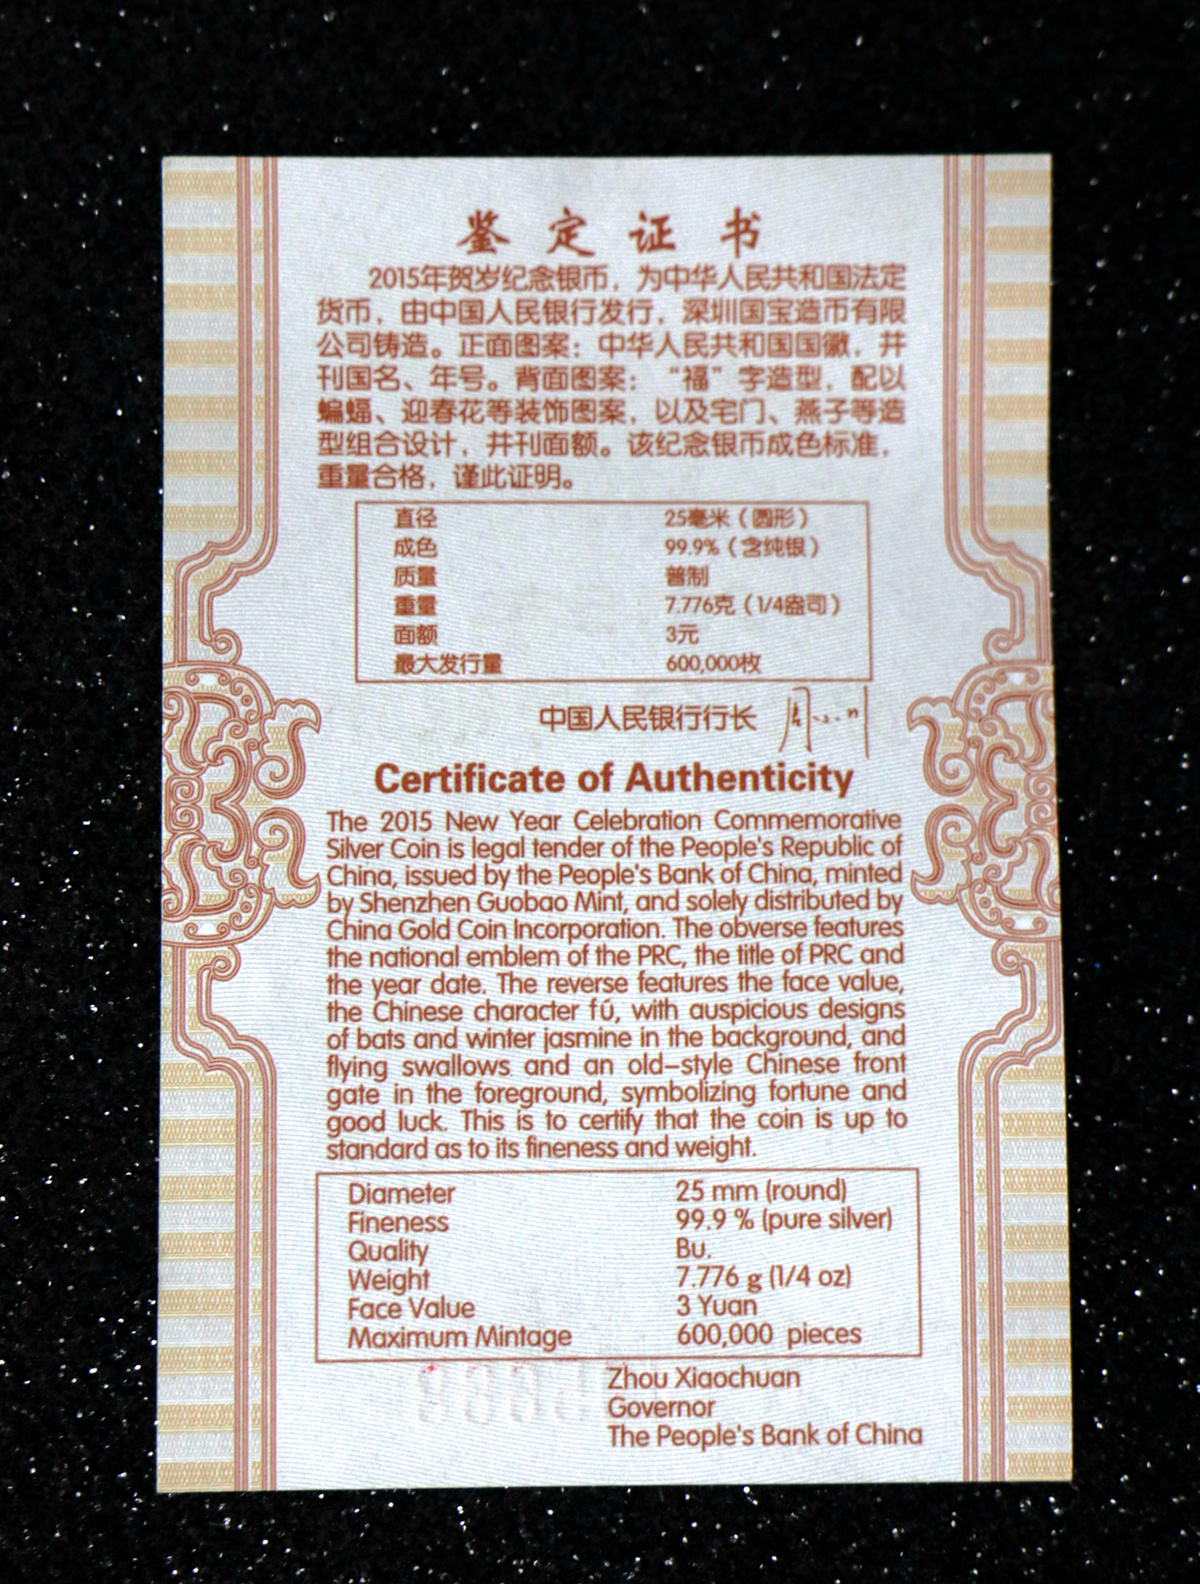 鉴定证书
2015年贺岁纪念银币，为中华人民共和国法定
货币，由中国人民银行发行，深圳国宝造币有限
公司铸造。正面图案：中华人民共和国国徽，并
刊国名、年号。背面图案：“福”字造型，配以
蝙蝠、迎春花等装饰图案，以及宅门、燕子等造
型组合设计，并刊面额。该纪念银币成色标准，
重量合格，谨此证明。
直径 25毫米（圆形）
成色 99.9%（含纯银）
质量 普制
重量 7.776克（1/4盎司）
面额 3元
最大发行量 600,000枚
中国人民银行行长 周小川
Certificate of Authenticity
The 2015 New Year Celebration Commemorative
Silver Coin is legal tender of the People's Republic of
China, issued by the People's Bank of China, minted
by Shenzhen Guobao Mint, and solely distributed by
China Gold Coin Incorporation. The obverse features
the national emblem of the PRC, the title of PRC and
the year date. The reverse features the face value,
the Chinese character fú, with auspicious designs
of bats and winter jasmine in the background, and
flying swallows and an old-style Chinese front
gate in the foreground, symbolizing fortune and
good luck. This is to certify that the coin is up to
standard as to its fineness and weight.
Diameter 25 mm (round)
Fineness 99.9 % (pure silver)
Quality Bu.
Weight 7.776 g (1/4 oz)
Face Value 3 Yuan
Maximum Mintage 600,000 pieces
Zhou Xiaochuan
Governor
The People's Bank of China